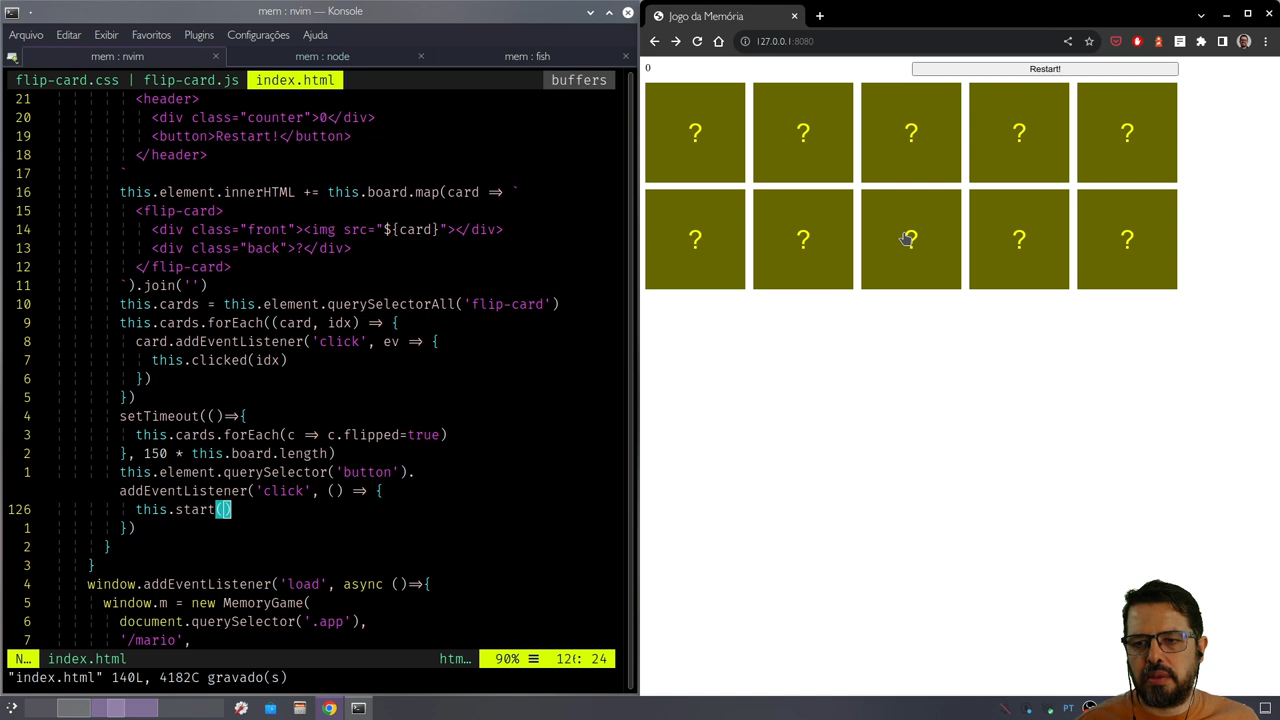 mem : nvim — Konsole
Arquivo Editar Exibir Favoritos Plugins Configurações Ajuda
mem : nvim mem : node mem : fish
flip-card.css | flip-card.js index.html buffers
21 <header>
20 <div class="counter">0</div>
19 <button>Restart!</button>
18 </header>
17 `
16 this.element.innerHTML += this.board.map(card => `
15 <flip-card>
14 <div class="front"><img src="${card}"></div>
13 <div class="back">?</div>
12 </flip-card>
11 `).join('')
10 this.cards = this.element.querySelectorAll('flip-card')
9 this.cards.forEach((card, idx) => {
8 card.addEventListener('click', ev => {
7 this.clicked(idx)
6 })
5 })
4 setTimeout(()=>{
3 this.cards.forEach(c => c.flipped=true)
2 }, 150 * this.board.length)
1 this.element.querySelector('button').
addEventListener('click', () => {
126 this.start()
1 })
2 }
3 }
4 window.addEventListener('load', async ()=>{
5 window.m = new MemoryGame(
6 document.querySelector('.app'),
7 '/mario',
N… index.html htm… 90% 24
"index.html" 140L, 4182C gravado(s)
Jogo da Memória
127.0.0.1:8080
0 Restart!
? ? ? ? ?
? ? ? ? ?
PT